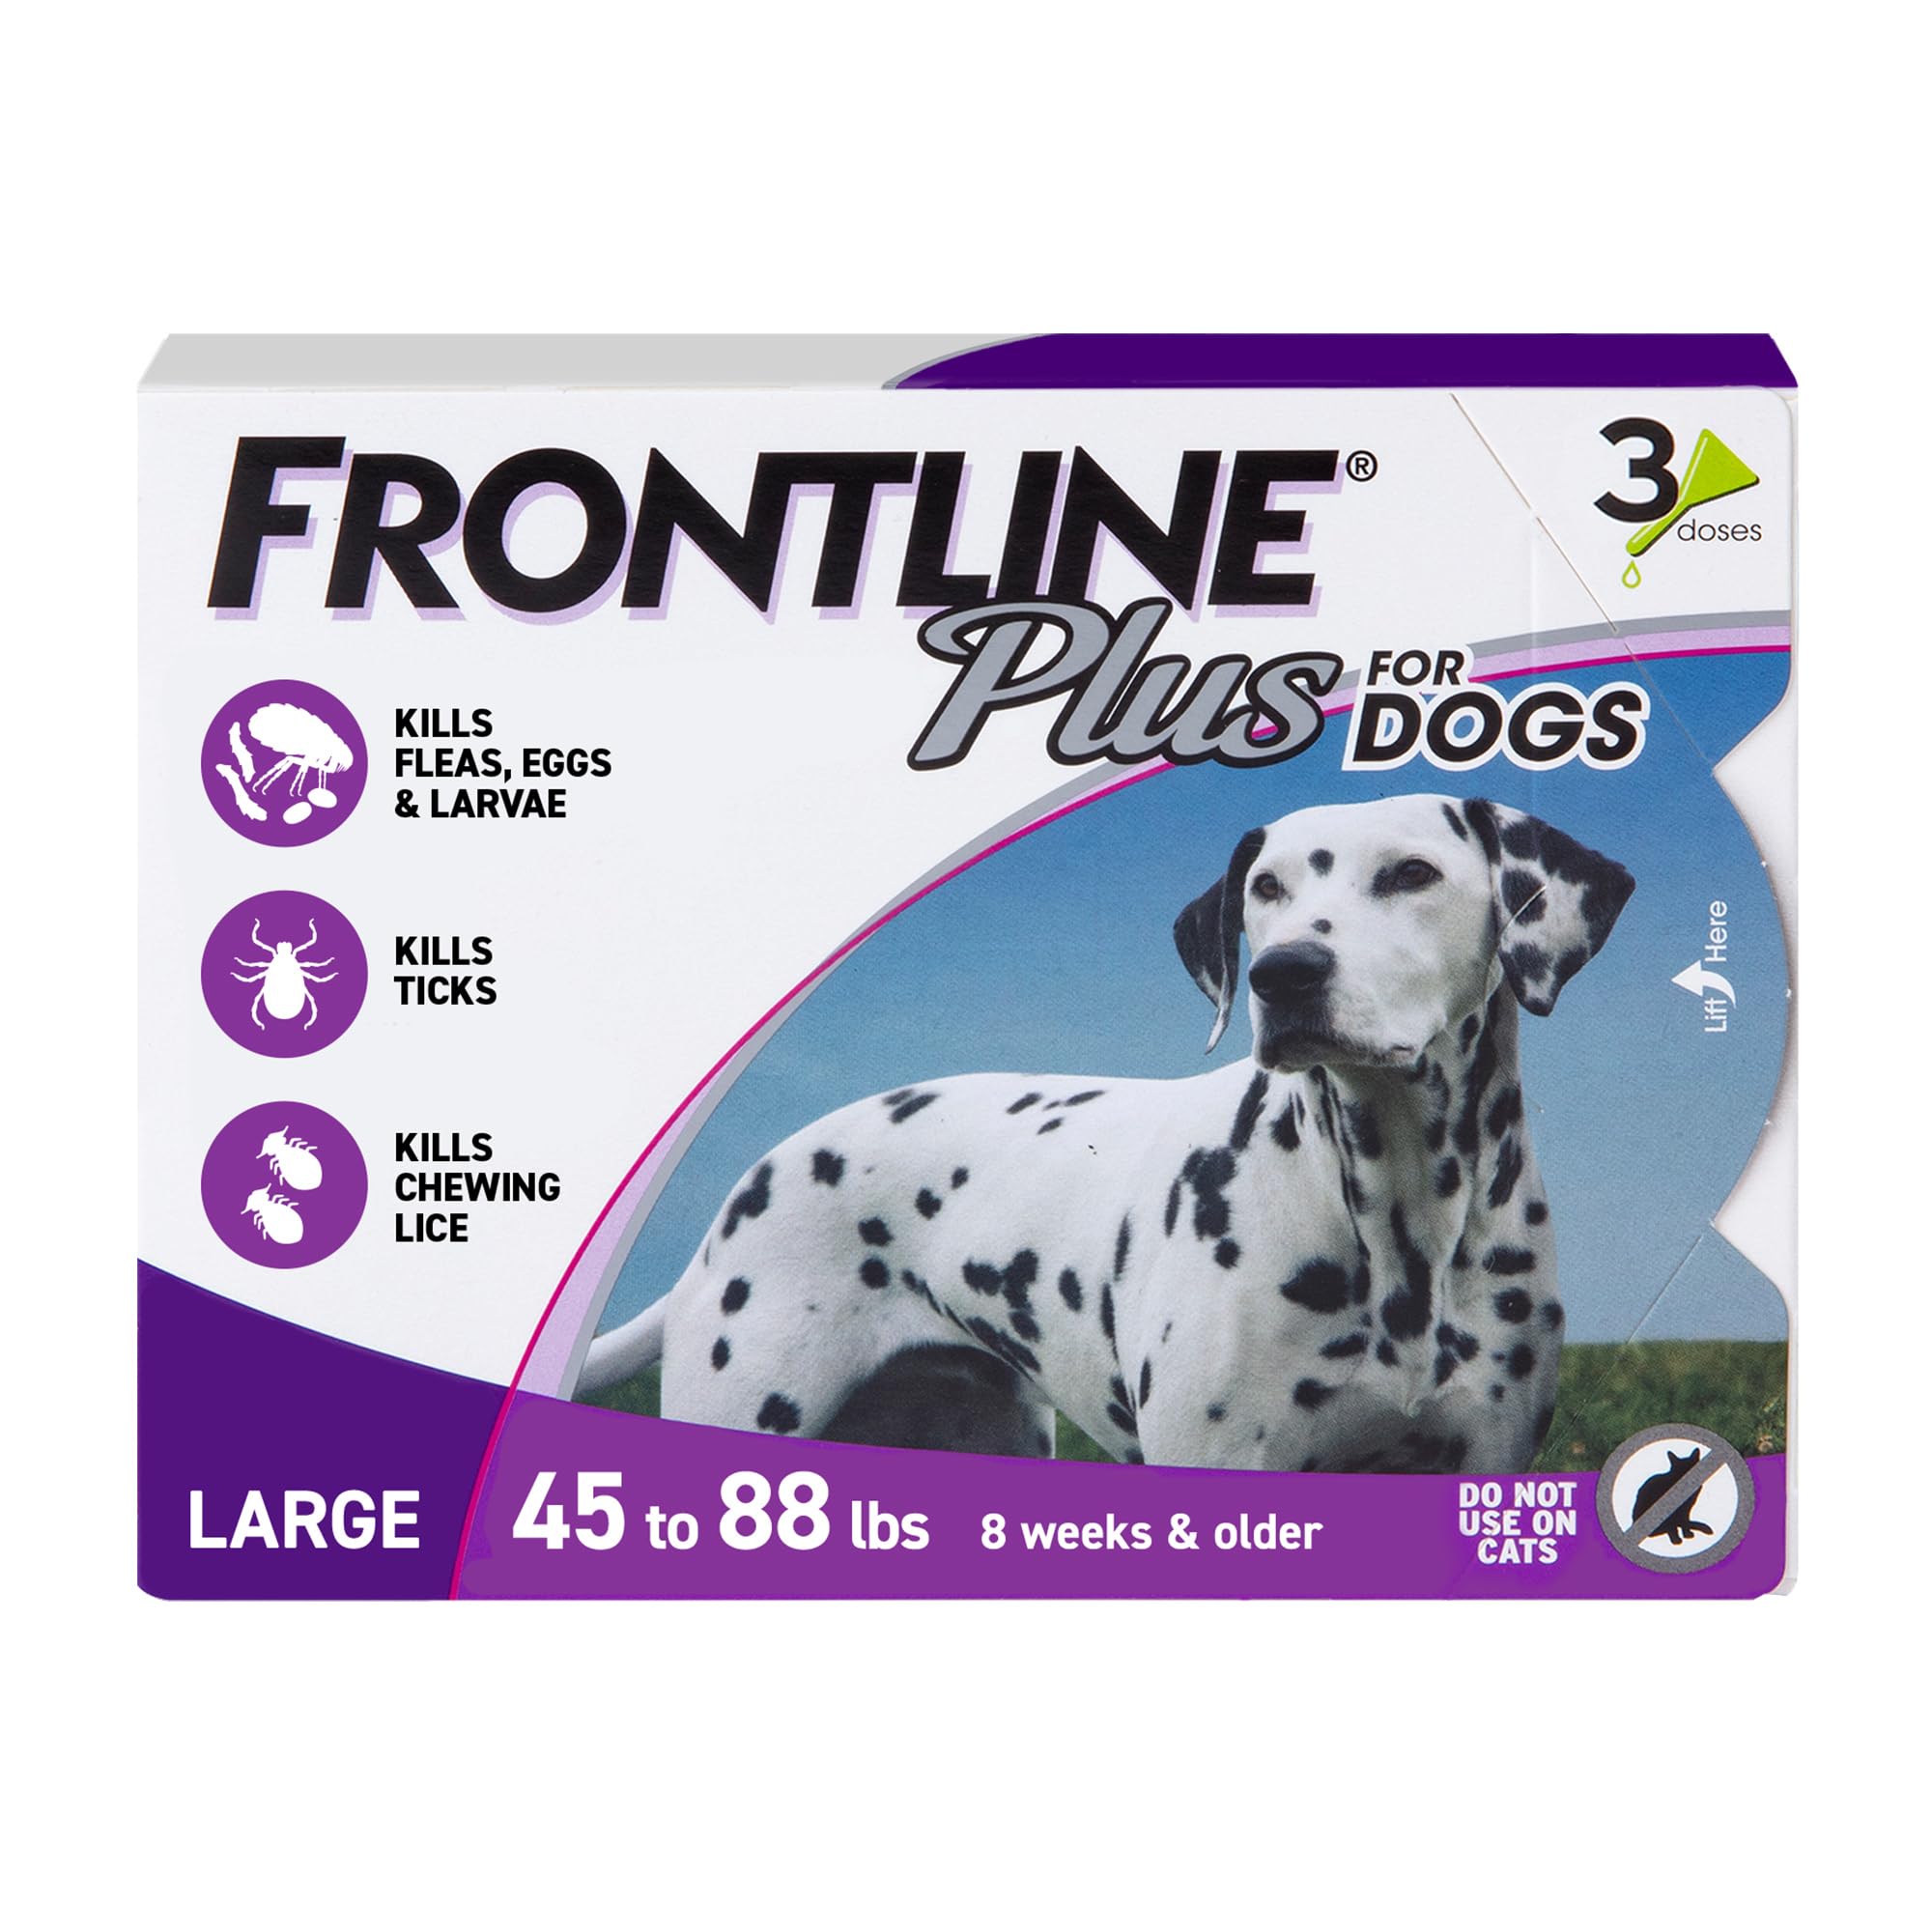 FRONTLINE®
Plus
FOR
DOGS
3
doses
KILLS
FLEAS, EGGS
& LARVAE
KILLS
TICKS
KILLS
CHEWING
LICE
Lift Here
LARGE
45 to 88 lbs
8 weeks & older
DO NOT
USE ON
CATS